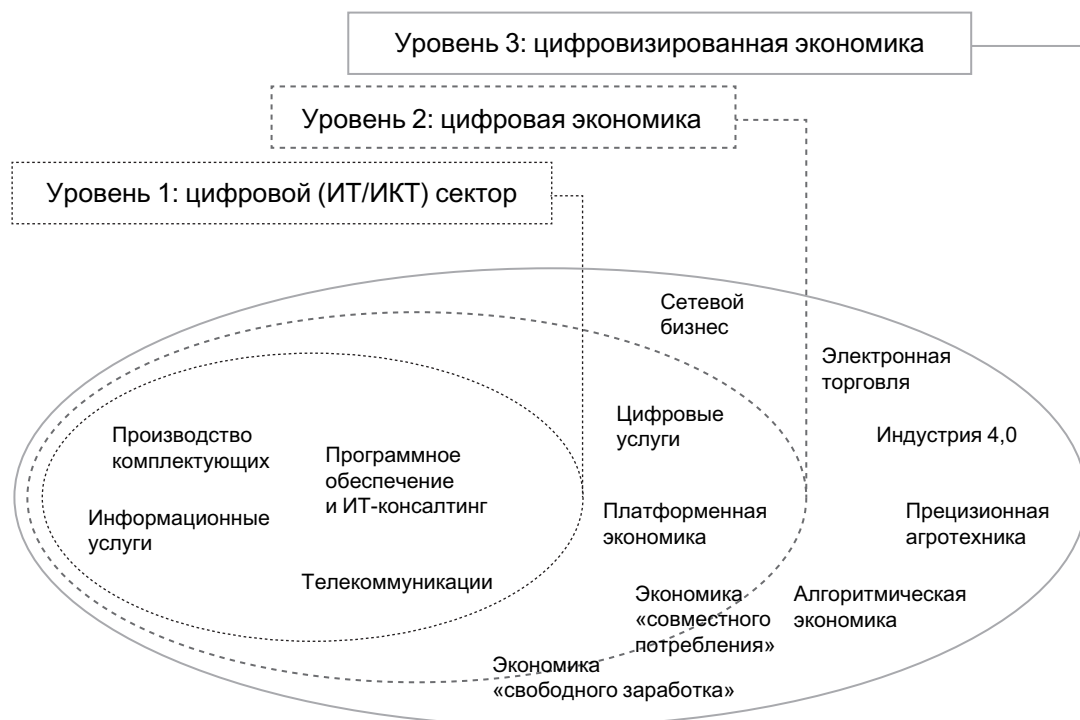 Уровень 3: цифровизированная экономика
Уровень 2: цифровая экономика
Уровень 1: цифровой (ИТ/ИКТ) сектор
Сетевой
бизнес
Электронная
торговля
Цифровые
услуги
Индустрия 4,0
Производство
комплектующих
Программное
обеспечение
и ИТ-консалтинг
Информационные
услуги
Платформенная
экономика
Прецизионная
агротехника
Телекоммуникации
Экономика
«совместного
потребления»
Алгоритмическая
экономика
Экономика
«свободного заработка»